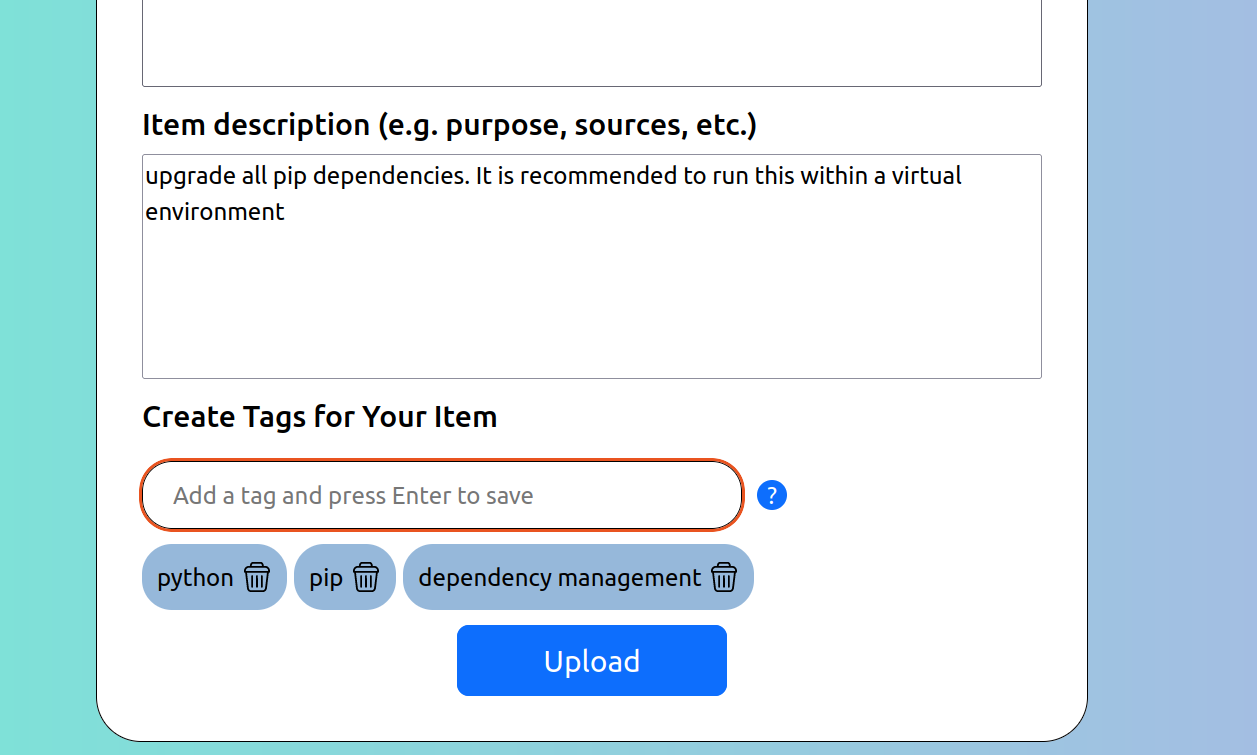 Item description (e.g. purpose, sources, etc.)
upgrade all pip dependencies. It is recommended to run this within a virtual
environment
Create Tags for Your Item
Add a tag and press Enter to save
?
python
pip
dependency management
Upload